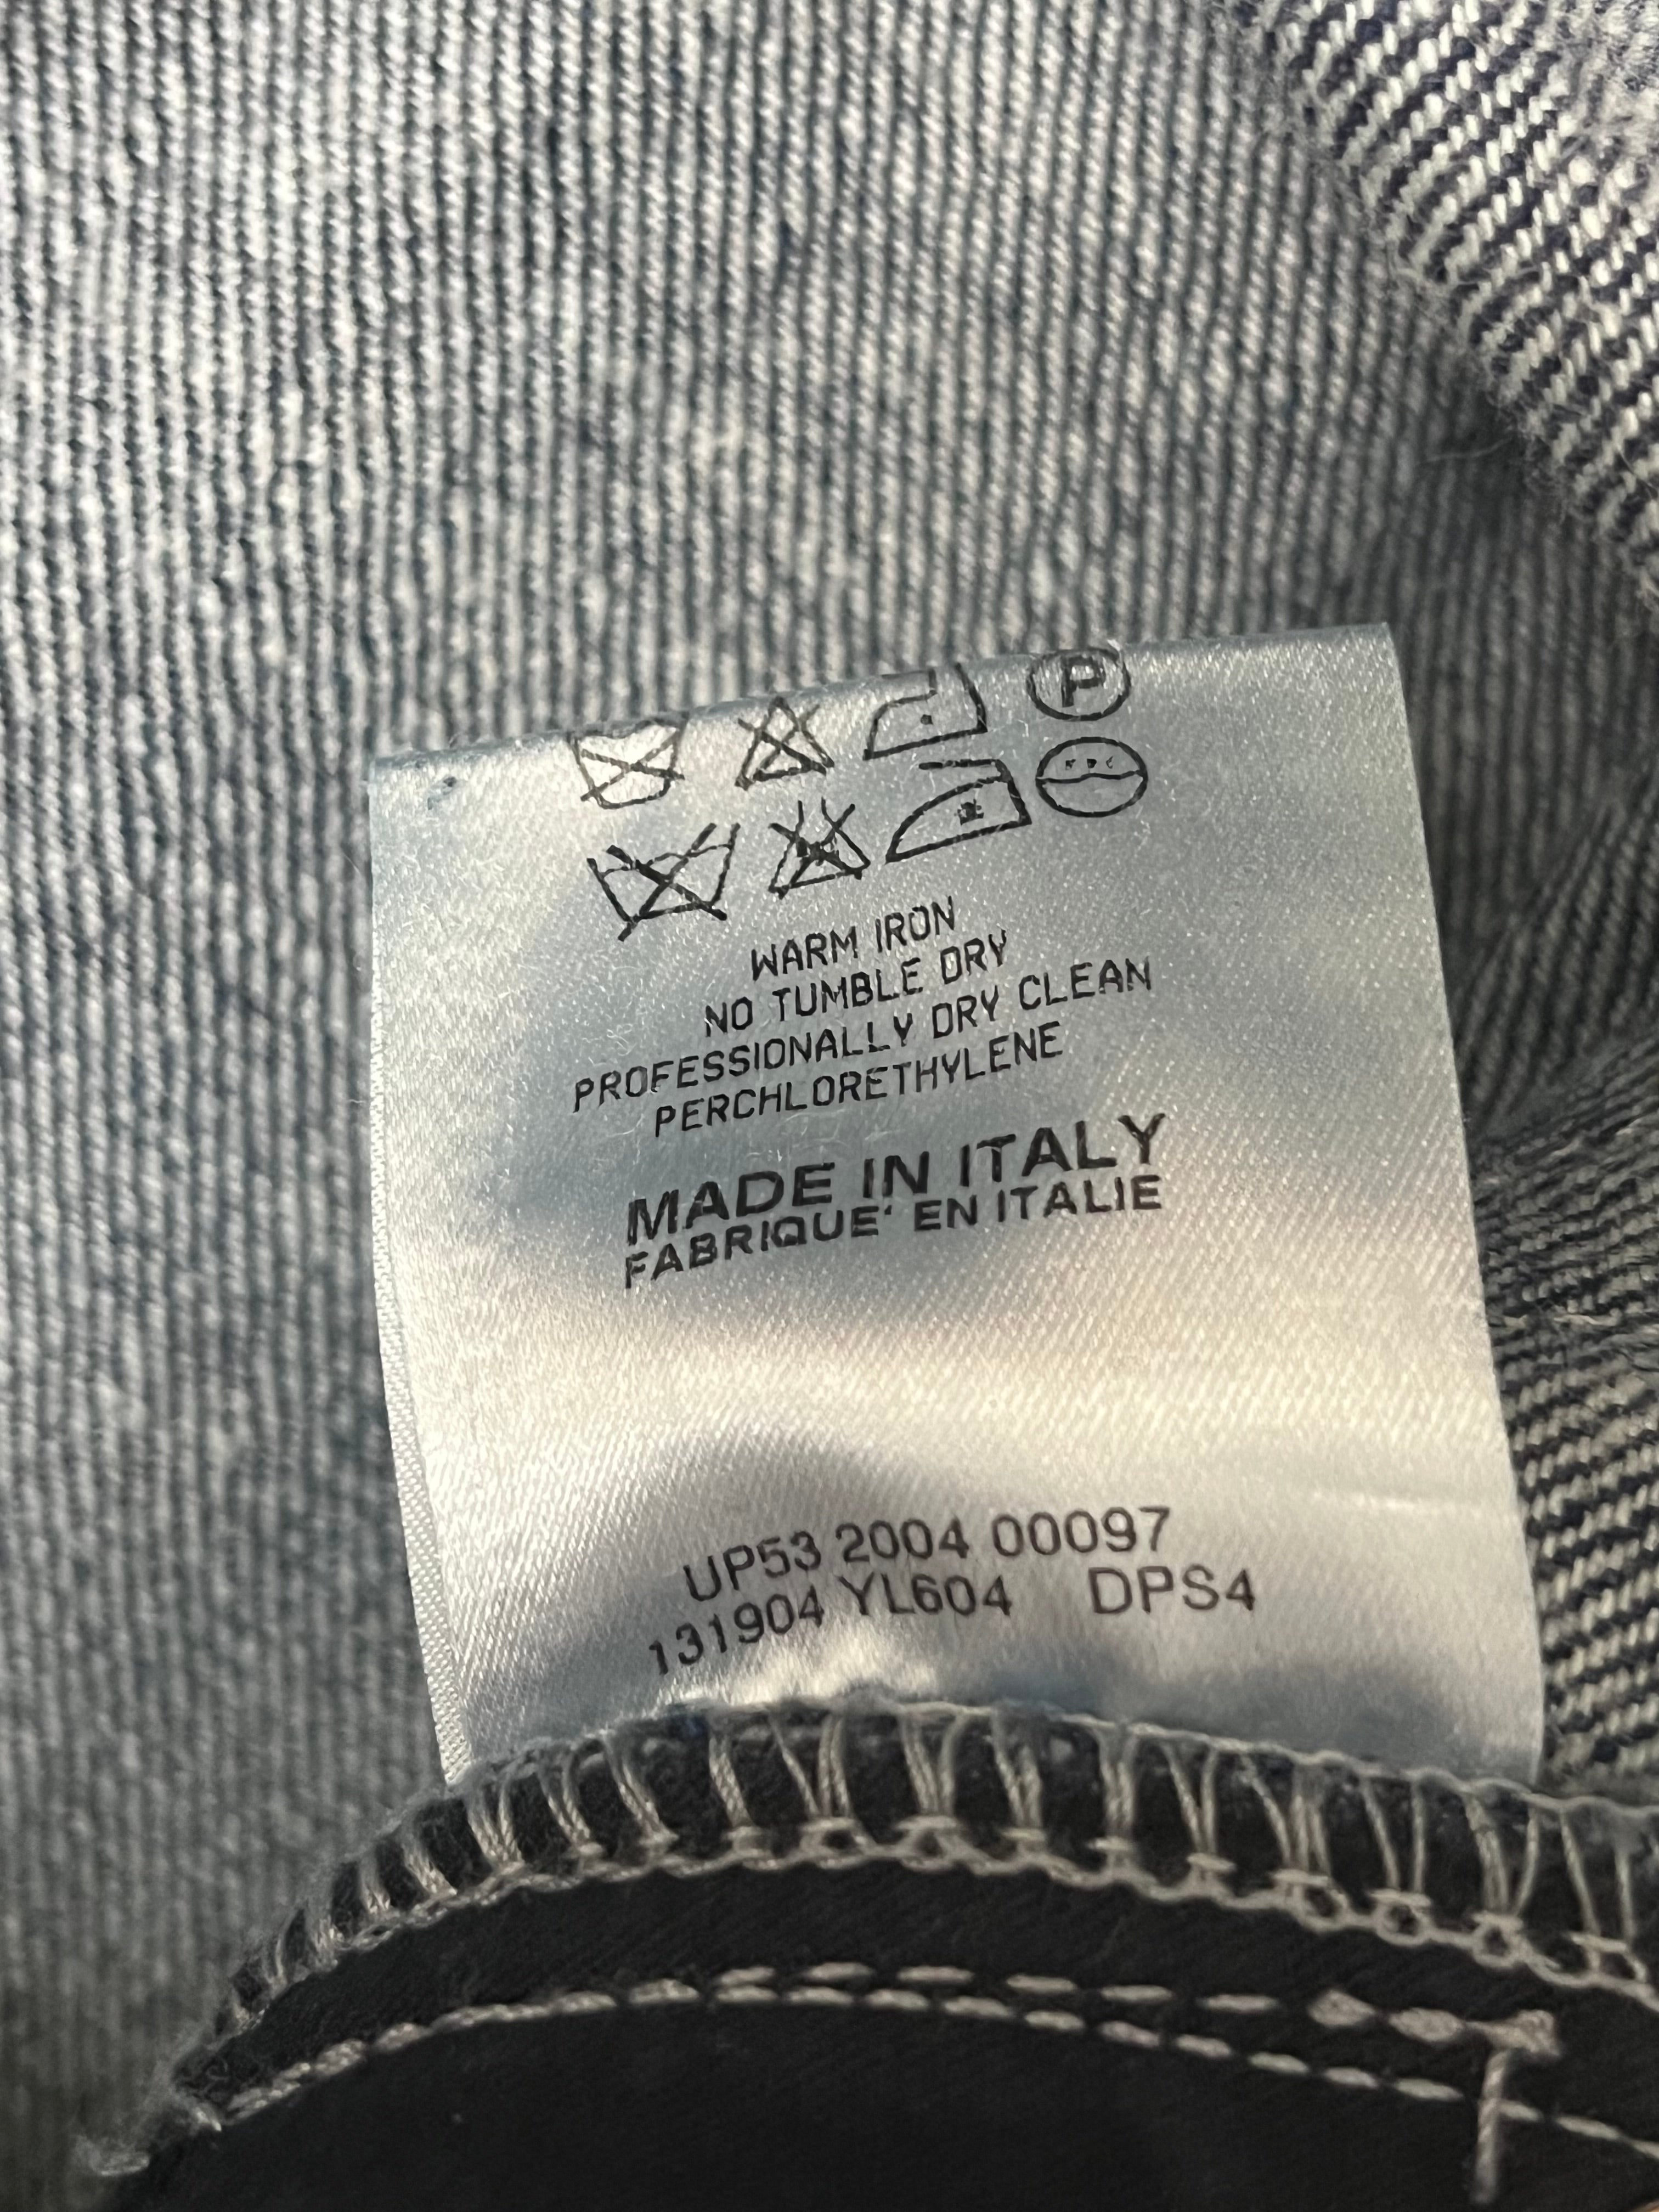 P
WARM IRON
NO TUMBLE DRY
PROFESSIONALLY DRY CLEAN
PERCHLORETHYLENE
MADE IN ITALY
FABRIQUE' EN ITALIE
UP53 2004 00097
131904 YL604 DPS4